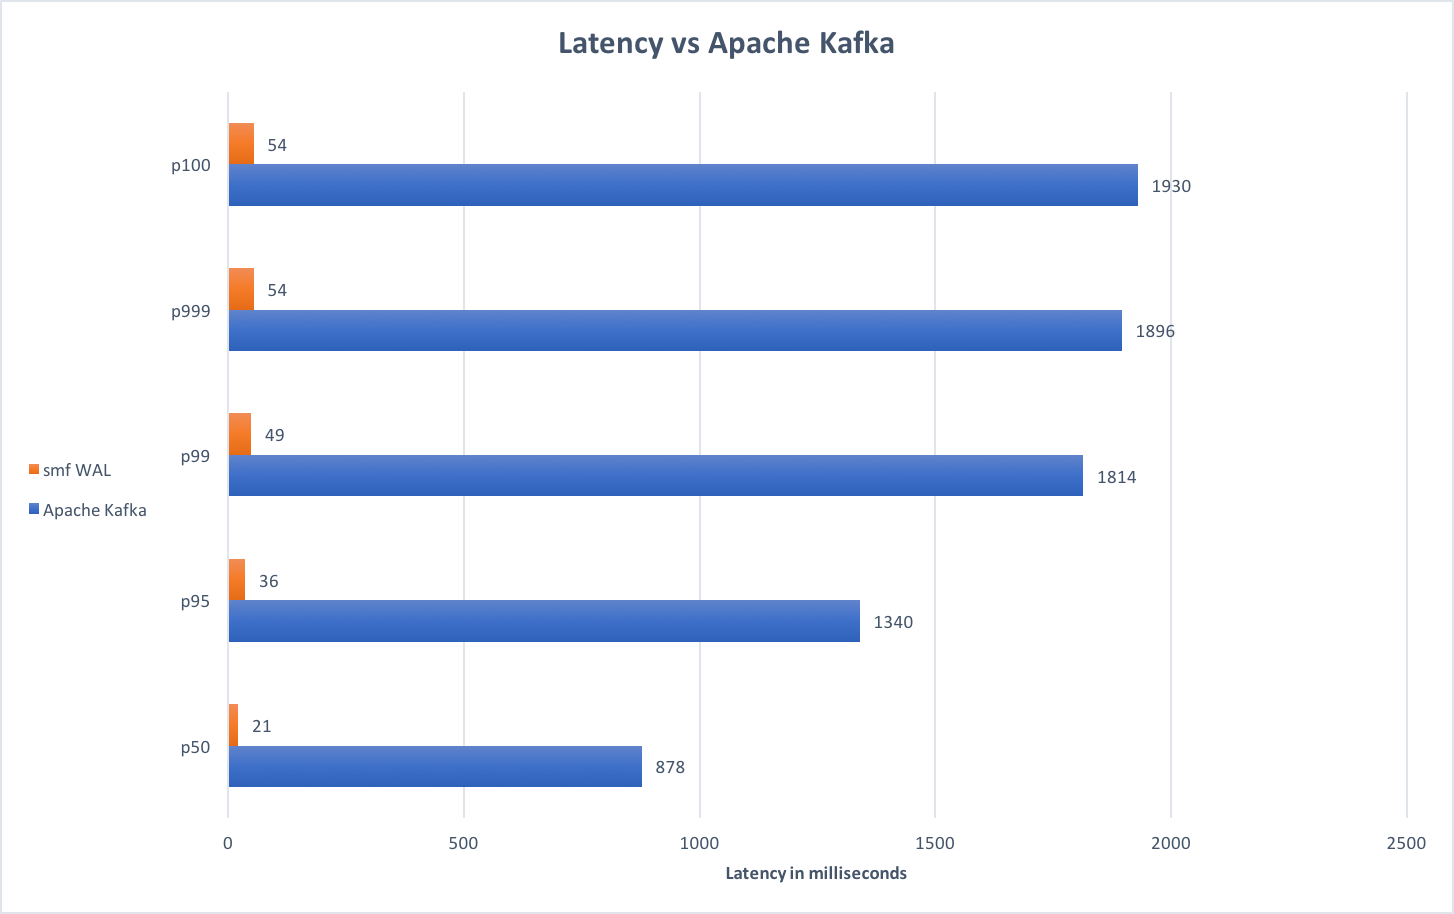 Latency vs Apache Kafka
p100
54
1930
p999
54
1896
p99
49
1814
smf WAL
Apache Kafka
p95
36
1340
p50
21
878
0 500 1000 1500 2000 2500
Latency in milliseconds